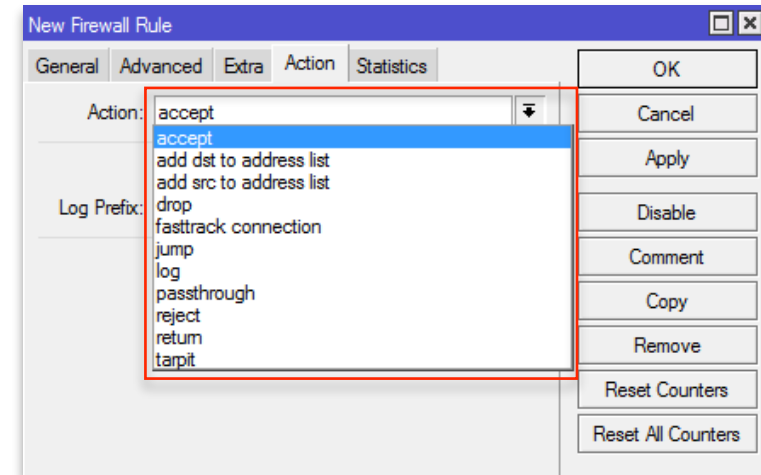 New Firewall Rule
General Advanced Extra Action Statistics
Action: accept
accept
add dst to address list
add src to address list
drop
fasttrack connection
jump
log
passthrough
reject
return
tarpit
Log Prefix:
OK
Cancel
Apply
Disable
Comment
Copy
Remove
Reset Counters
Reset All Counters